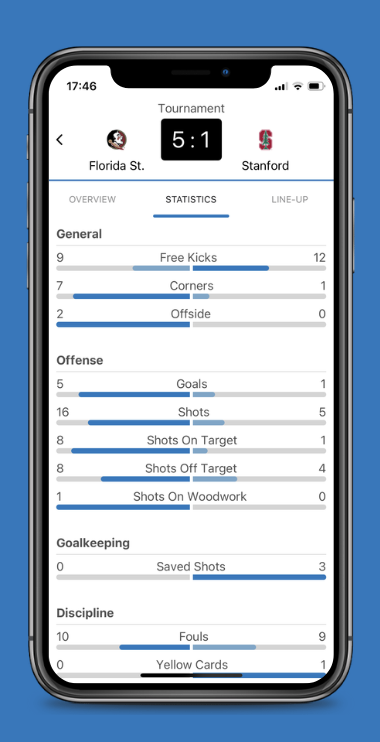 17:46
Tournament
5:1
Florida St.
Stanford
OVERVIEW STATISTICS LINE-UP
General
9 Free Kicks 12
7 Corners 1
2 Offside 0
Offense
5 Goals 1
16 Shots 5
8 Shots On Target 1
8 Shots Off Target 4
1 Shots On Woodwork 0
Goalkeeping
0 Saved Shots 3
Discipline
10 Fouls 9
0 Yellow Cards 1